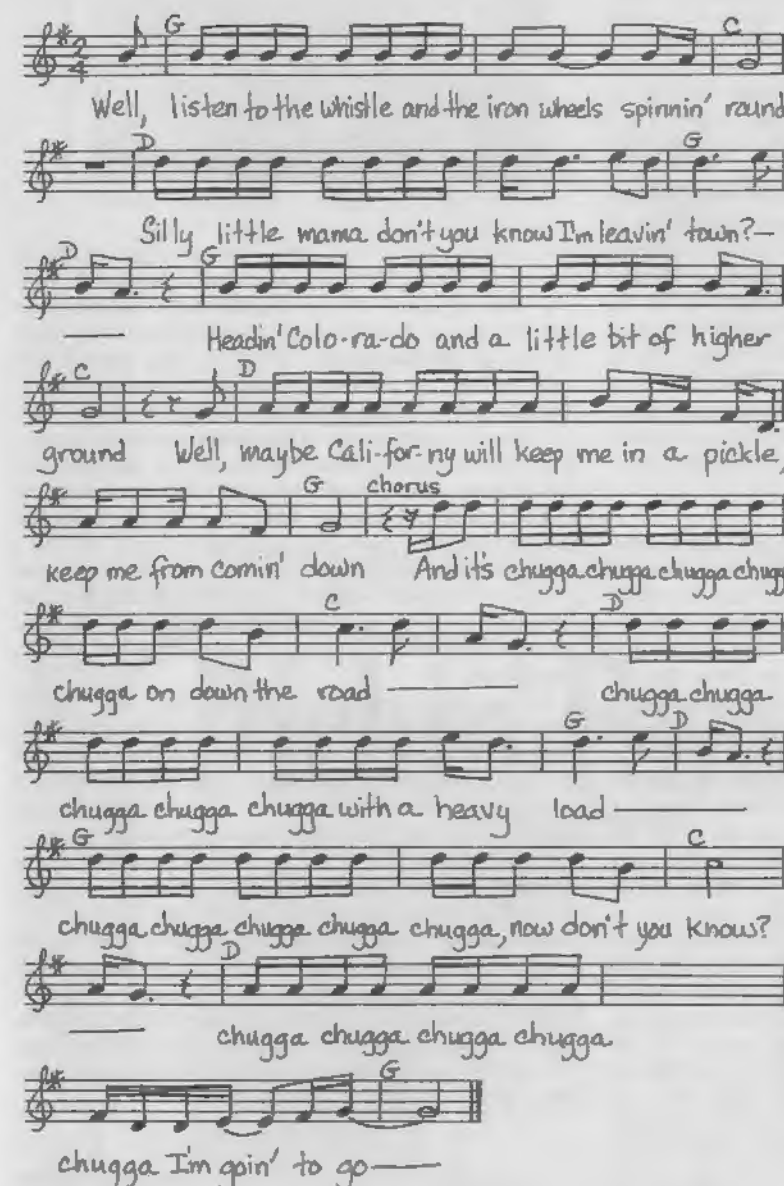 G C
2
4
Well, listen to the whistle and the iron wheels spinnin' round
D G
Silly little mama don't you know I'm leavin' town?—
D G
— Headin' Colo-ra-do and a little bit of higher
C D
ground Well, maybe Cali-for-ny will keep me in a pickle,
G chorus
keep me from comin' down And it's chugga chugga chugga chugg
C D
chugga on down the road — chugga chugga
G D
chugga chugga chugga with a heavy load —
G C
chugga chugga chugga chugga chugga, now don't you know?
D
— chugga chugga chugga chugga
G
chugga I'm goin' to go —